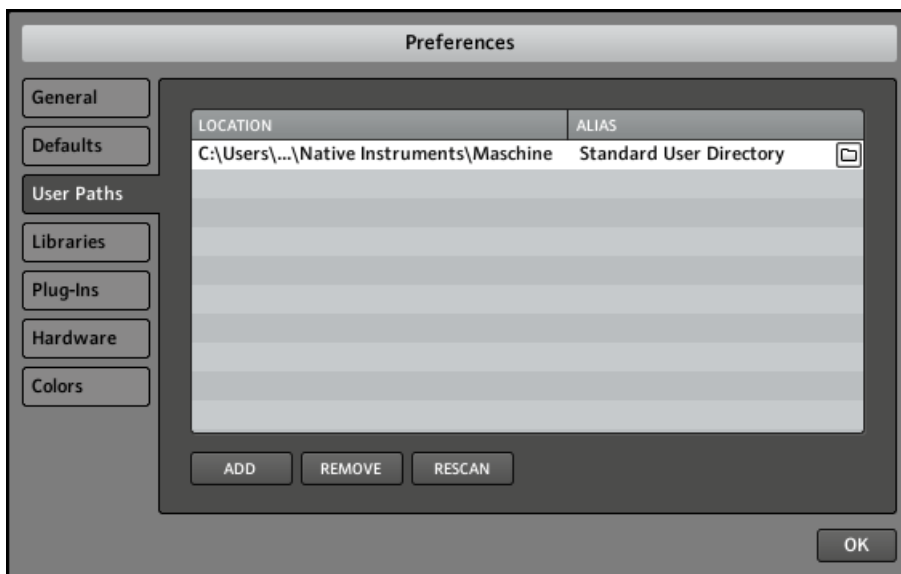 Preferences
General
Defaults
User Paths
Libraries
Plug-Ins
Hardware
Colors
LOCATION ALIAS
C:\Users\...\Native Instruments\Maschine Standard User Directory
ADD REMOVE RESCAN
OK